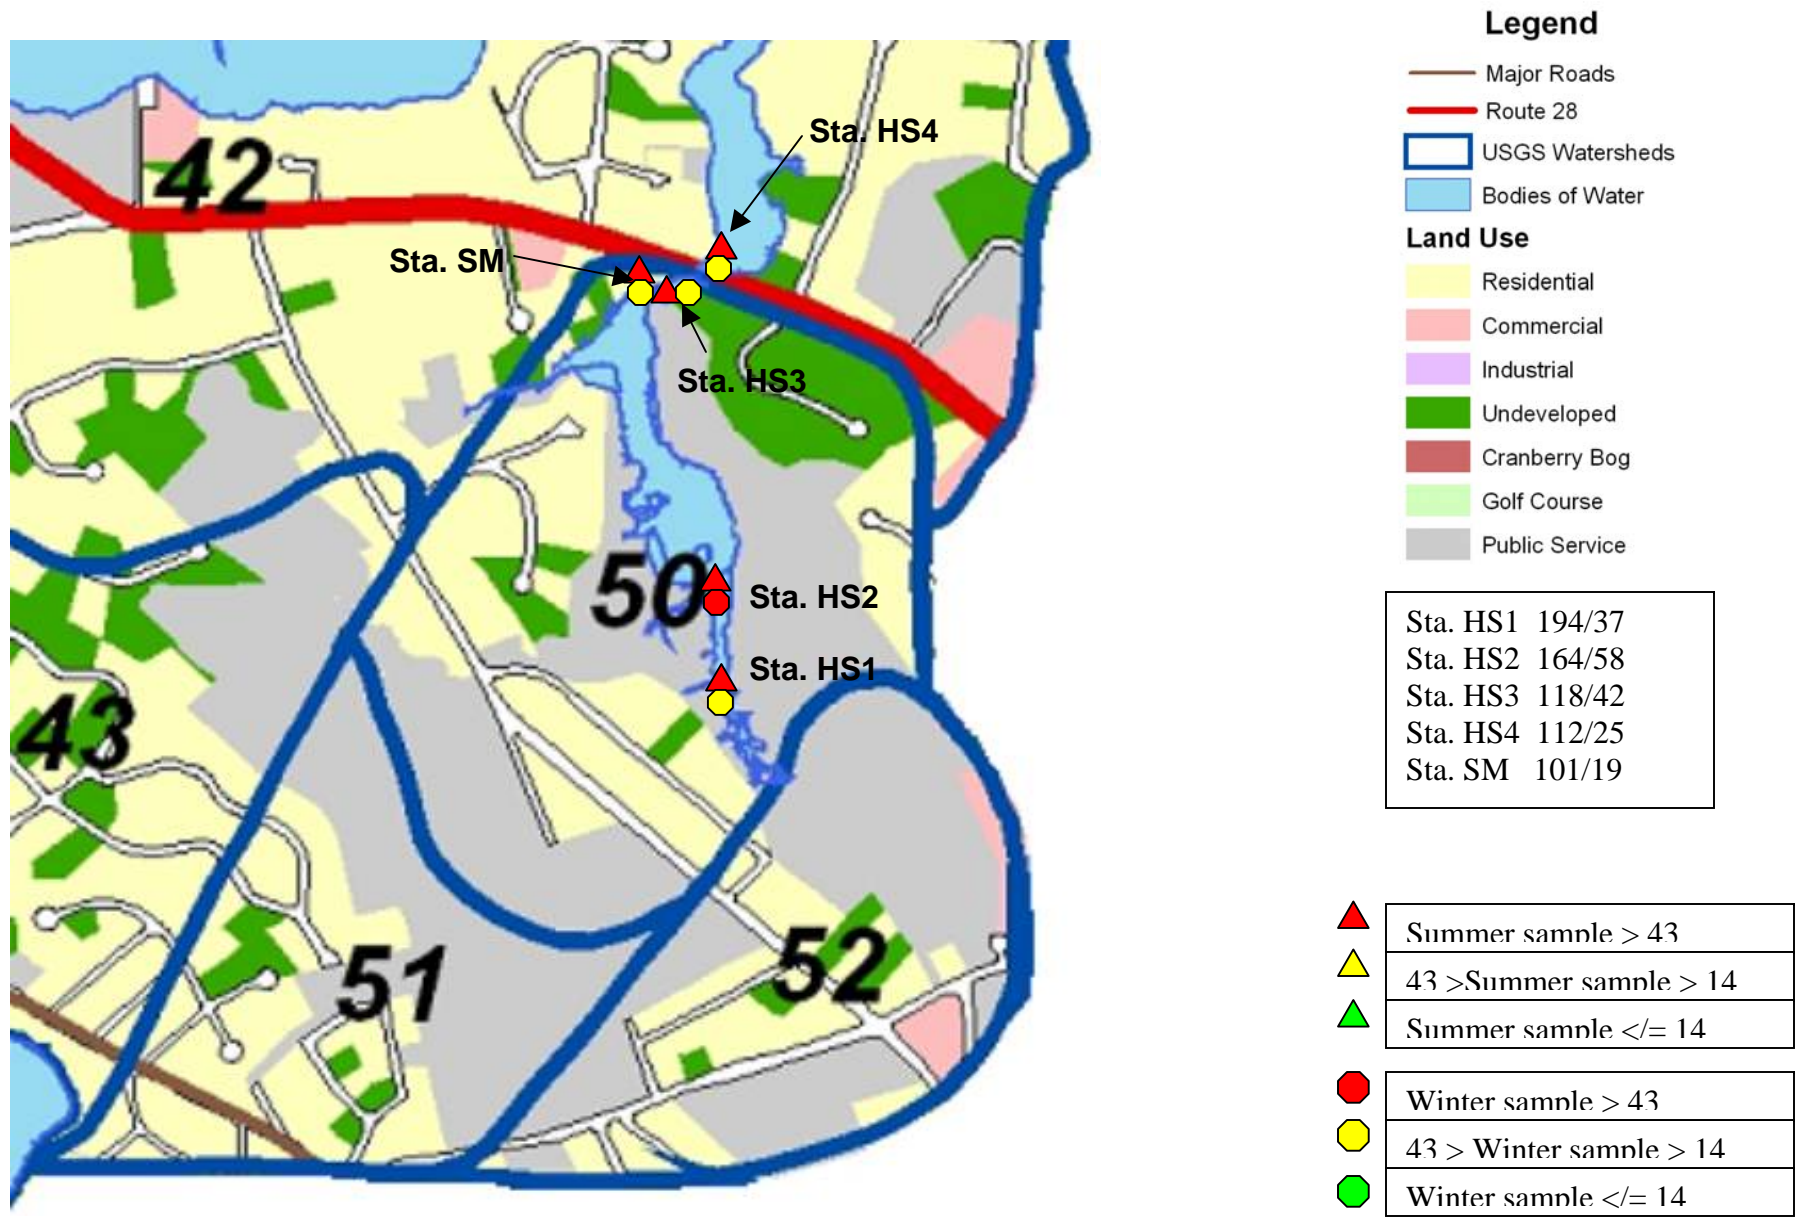 42
Sta. HS4
Sta. SM
Sta. HS3
50
Sta. HS2
Sta. HS1
43
51
52
Legend
Major Roads
Route 28
USGS Watersheds
Bodies of Water
Land Use
Residential
Commercial
Industrial
Undeveloped
Cranberry Bog
Golf Course
Public Service
Sta. HS1 194/37
Sta. HS2 164/58
Sta. HS3 118/42
Sta. HS4 112/25
Sta. SM 101/19
Summer sample > 43
43 >Summer sample > 14
Summer sample </= 14
Winter sample > 43
43 > Winter sample > 14
Winter sample </= 14